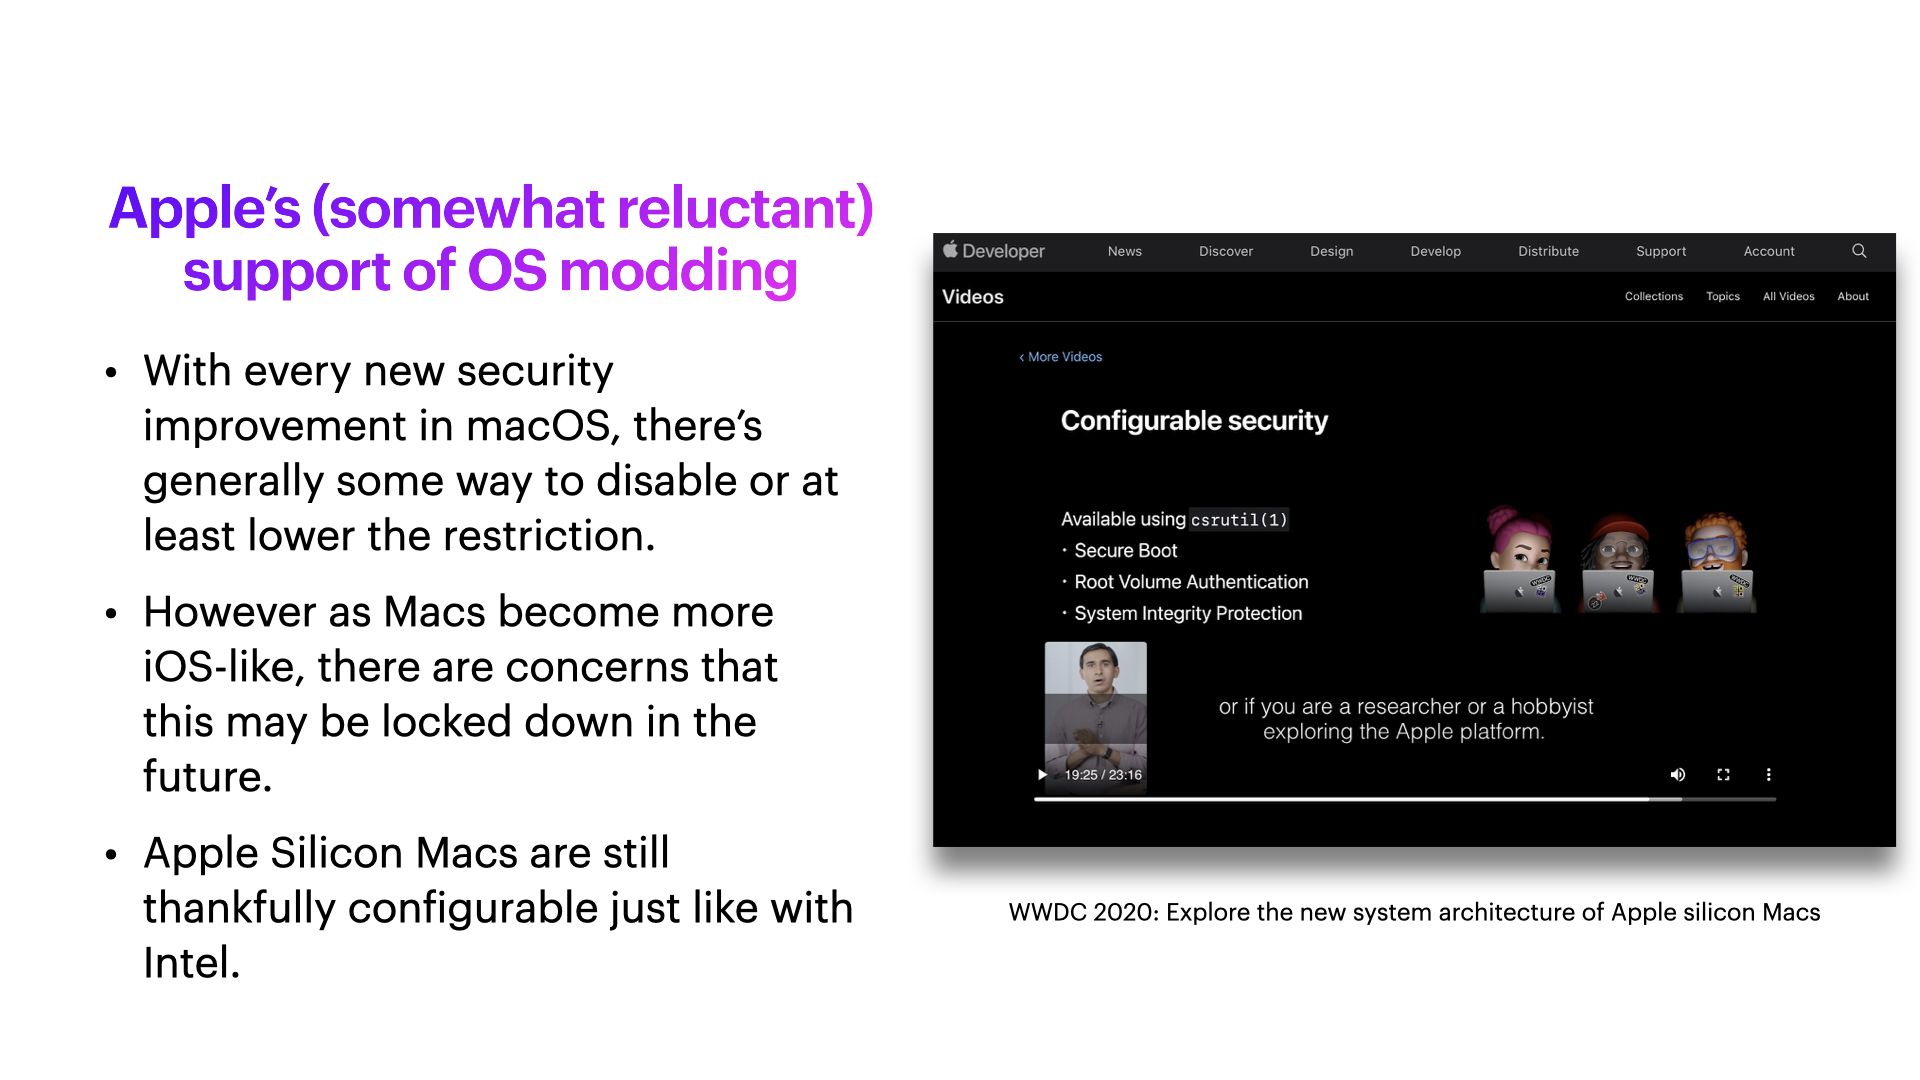 Apple’s (somewhat reluctant)
support of OS modding
• With every new security
improvement in macOS, there’s
generally some way to disable or at
least lower the restriction.
• However as Macs become more
iOS-like, there are concerns that
this may be locked down in the
future.
• Apple Silicon Macs are still
thankfully configurable just like with
Intel.
Developer News Discover Design Develop Distribute Support Account
Videos Collections Topics All Videos About
‹ More Videos
Configurable security
Available using csrutil(1)
• Secure Boot
• Root Volume Authentication
• System Integrity Protection
WWDC WWDC WWDC
or if you are a researcher or a hobbyist
exploring the Apple platform.
19:25 / 23:16
WWDC 2020: Explore the new system architecture of Apple silicon Macs